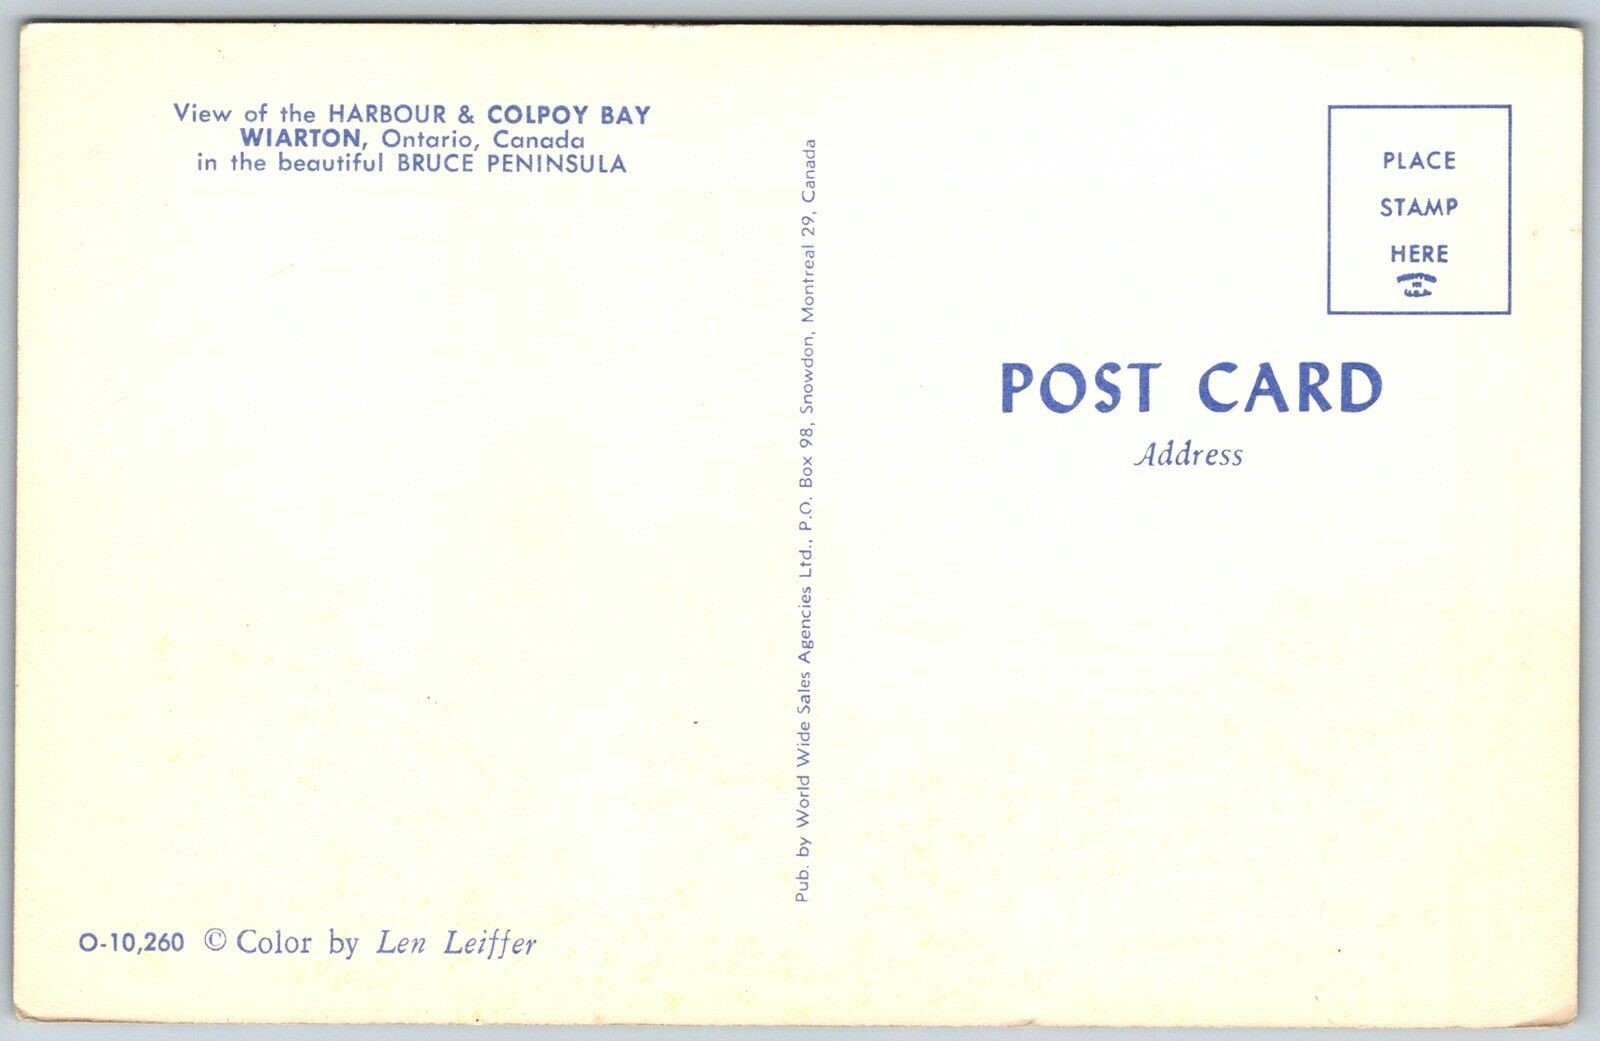 View of the HARBOUR & COLPOY BAY
WIARTON, Ontario, Canada
in the beautiful BRUCE PENINSULA
O-10,260 © Color by Len Leiffer
Pub. by World Wide Sales Agencies Ltd., P.O. Box 98, Snowdon, Montreal 29, Canada
PLACE
STAMP
HERE
POST CARD
Address